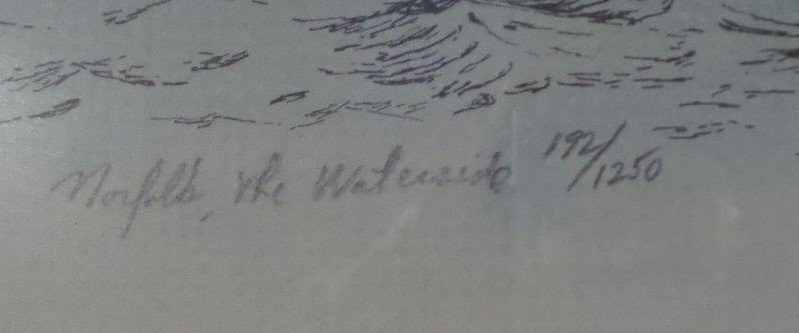 Norfolk, the Waterside 192/1250